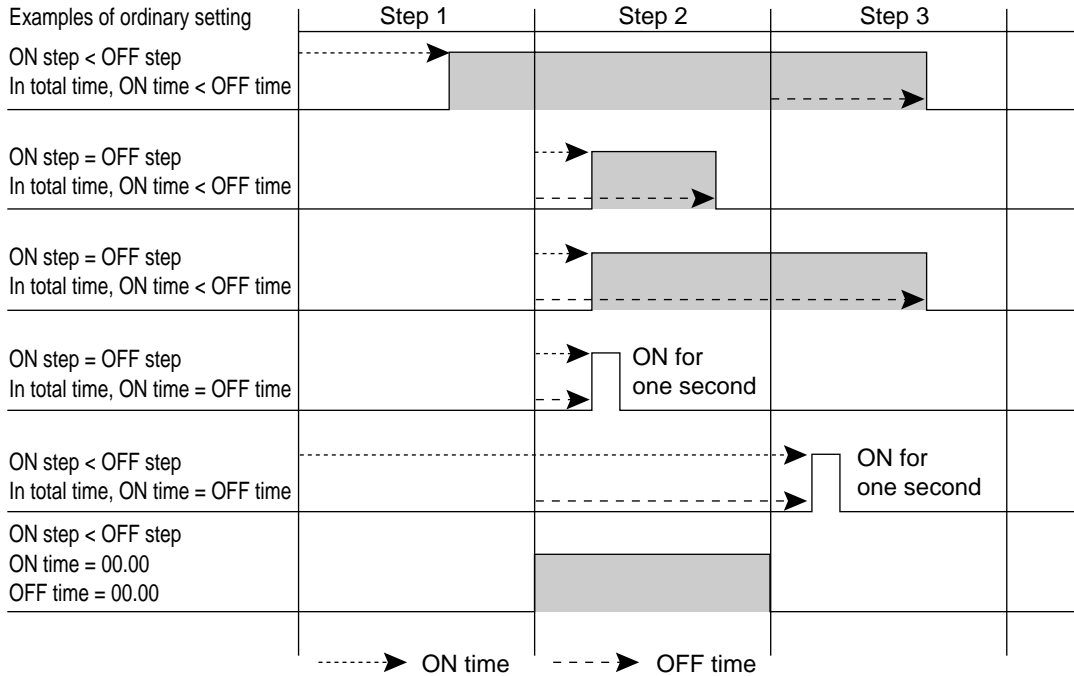 Examples of ordinary setting
Step 1
Step 2
Step 3
ON step < OFF step
In total time, ON time < OFF time
ON step = OFF step
In total time, ON time < OFF time
ON step = OFF step
In total time, ON time < OFF time
ON step = OFF step
In total time, ON time = OFF time
ON for
one second
ON step < OFF step
In total time, ON time = OFF time
ON for
one second
ON step < OFF step
ON time = 00.00
OFF time = 00.00
ON time
OFF time